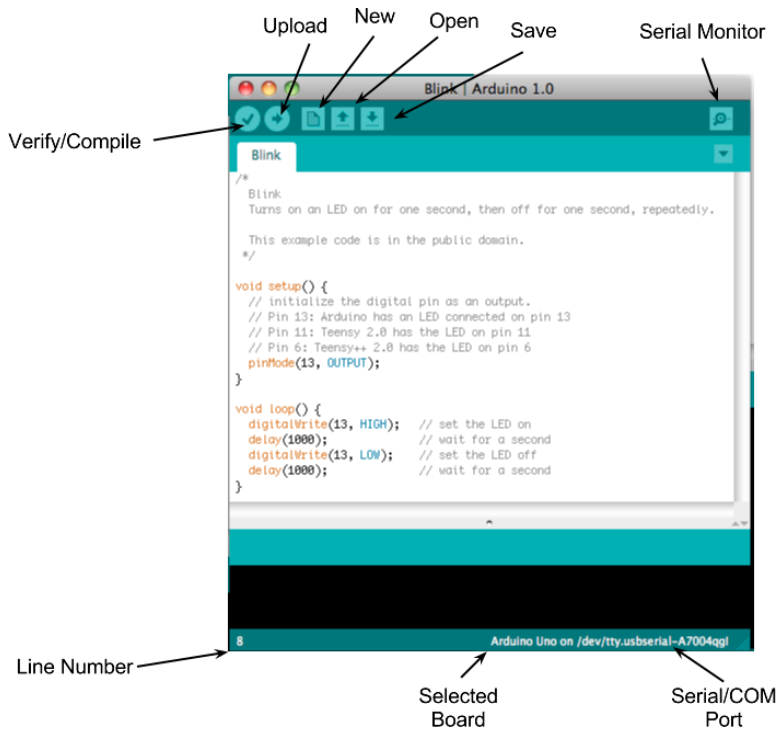 Upload
New
Open
Save
Serial Monitor
Verify/Compile
Blink | Arduino 1.0
Blink
/*
  Blink
  Turns on an LED on for one second, then off for one second, repeatedly.

  This example code is in the public domain.
 */

void setup() {
  // initialize the digital pin as an output.
  // Pin 13: Arduino has an LED connected on pin 13
  // Pin 11: Teensy 2.0 has the LED on pin 11
  // Pin 6: Teensy++ 2.0 has the LED on pin 6
  pinMode(13, OUTPUT);
}

void loop() {
  digitalWrite(13, HIGH);   // set the LED on
  delay(1000);              // wait for a second
  digitalWrite(13, LOW);    // set the LED off
  delay(1000);              // wait for a second
}
8
Arduino Uno on /dev/tty.usbserial-A7004qgl
Line Number
Selected
Board
Serial/COM
Port